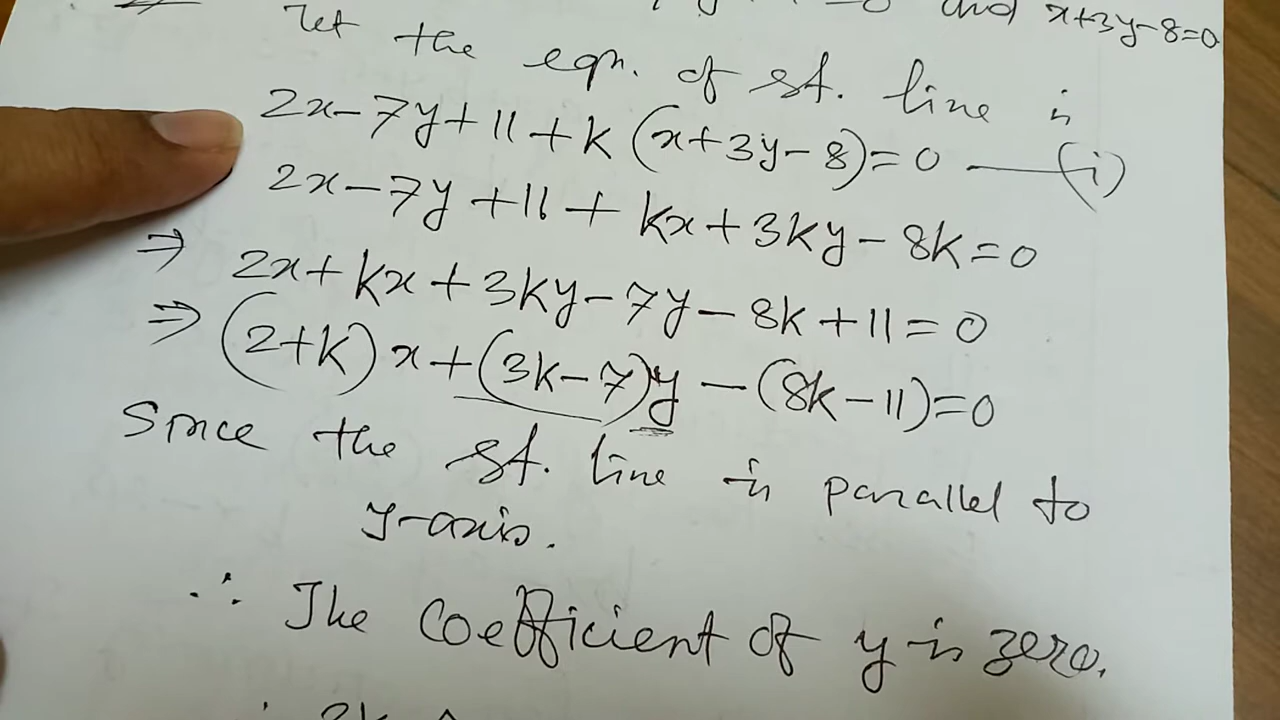 and x+3y-8=0
let the eqn. of st. line is
2x-7y+11+k(x+3y-8)=0 —(i)
2x-7y+11+kx+3ky-8k=0
⇒ 2x+kx+3ky-7y-8k+11=0
⇒ (2+k)x+(3k-7)y-(8k-11)=0
Since the st. line is parallel to
y-axis.
∴ The coefficient of y is zero.